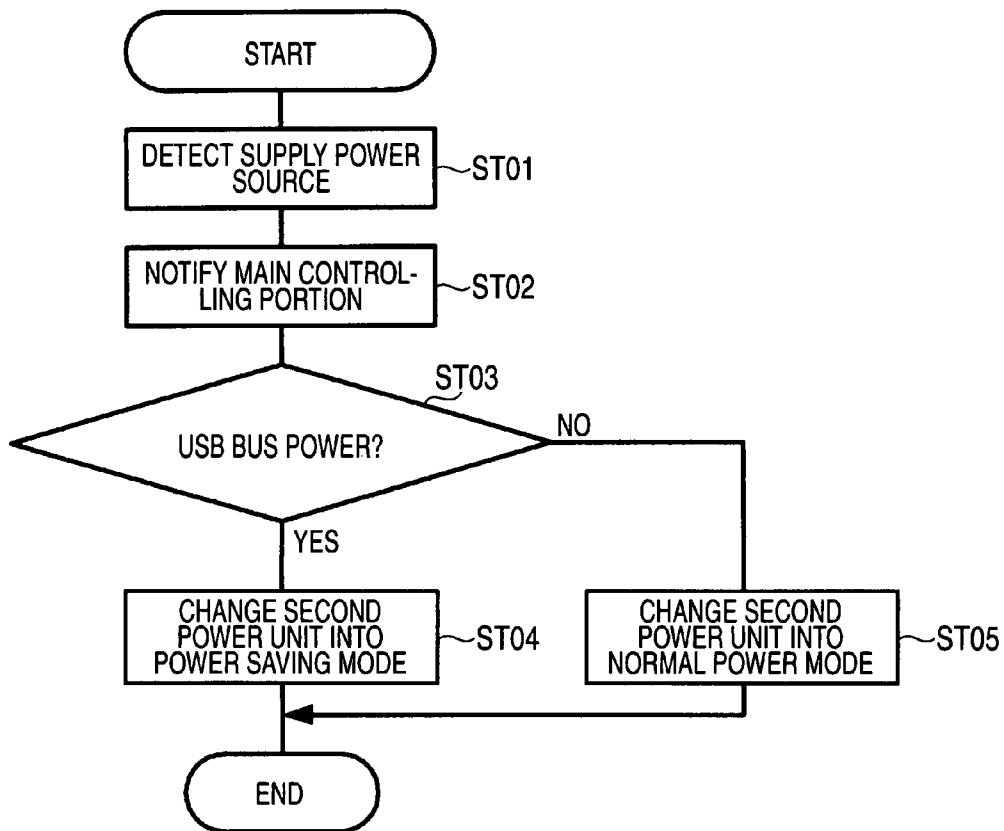 START
DETECT SUPPLY POWER
SOURCE
ST01
NOTIFY MAIN CONTROL-
LING PORTION
ST02
ST03
USB BUS POWER?
NO
YES
CHANGE SECOND
POWER UNIT INTO
POWER SAVING MODE
ST04
CHANGE SECOND
POWER UNIT INTO
NORMAL POWER MODE
ST05
END